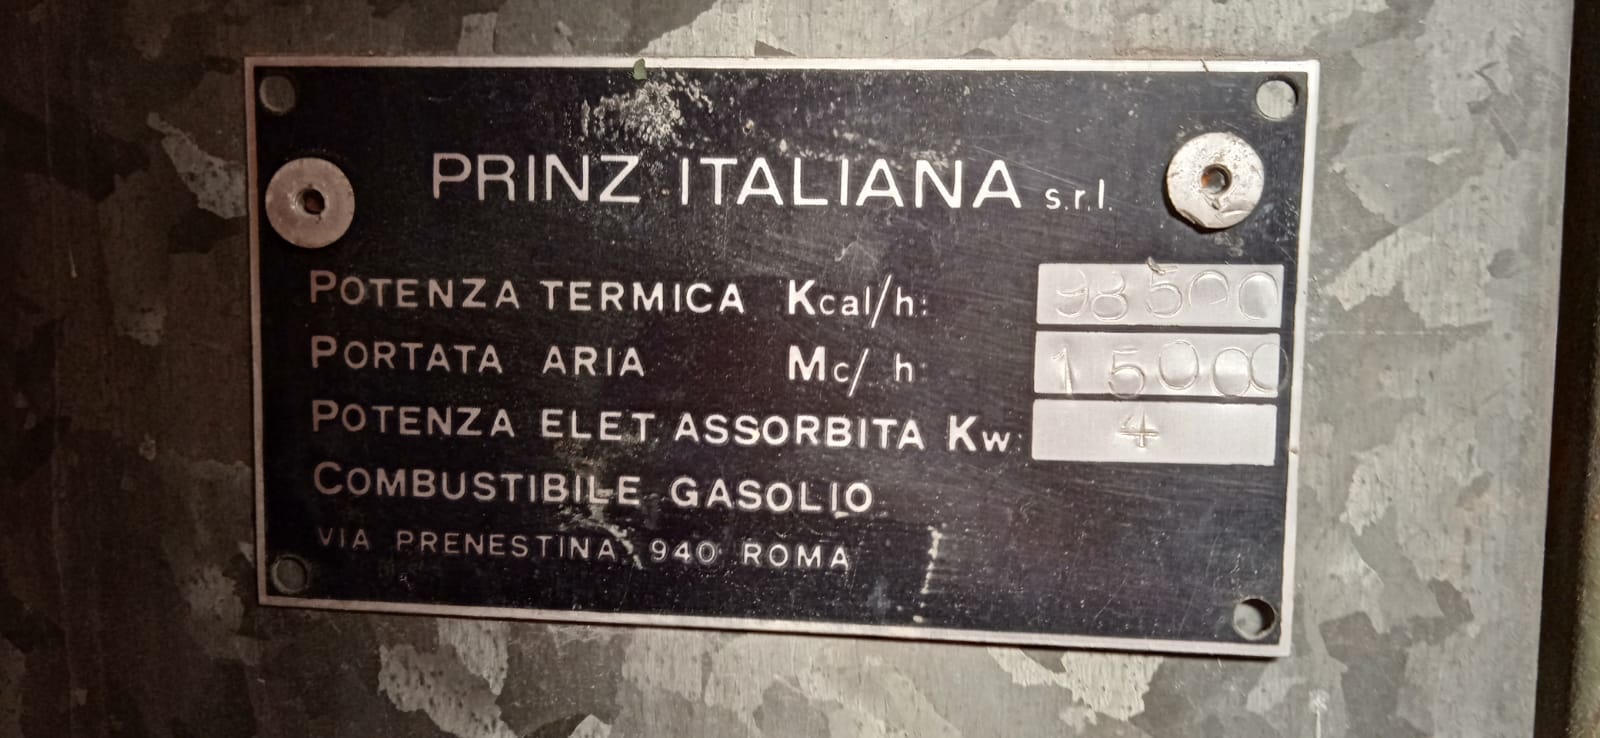 PRINZ ITALIANA s.r.l.
POTENZA TERMICA Kcal/h: 98500
PORTATA ARIA Mc/ h: 15000
POTENZA ELET. ASSORBITA Kw: 4
COMBUSTIBILE GASOLIO
VIA PRENESTINA, 940 ROMA